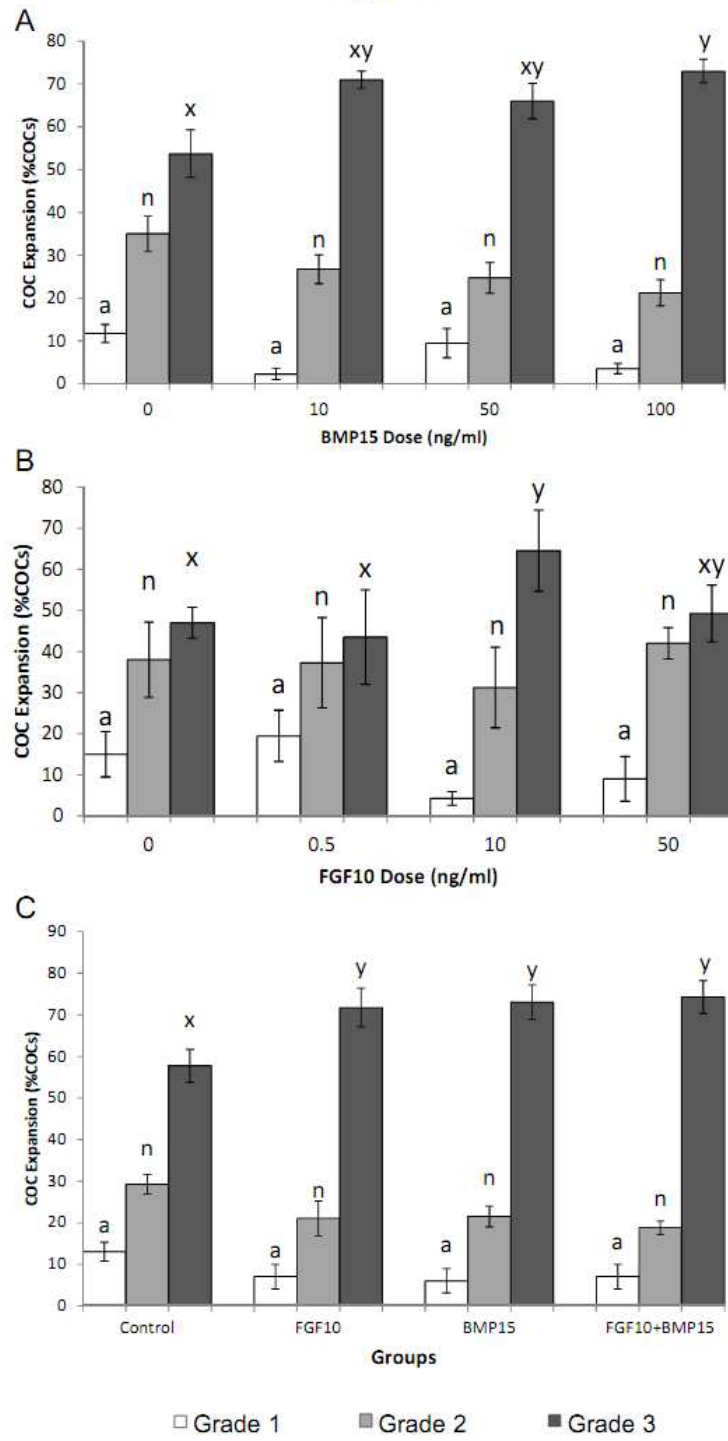 A
COC Expansion (%COCs)
80
70
60
50
40
30
20
10
0
a n x
a n xy
a n xy
a n y
0 10 50 100
BMP15 Dose (ng/ml)
B
COC Expansion (%COCs)
80
70
60
50
40
30
20
10
0
a n x
a n x
a n y
a n xy
0 0.5 10 50
FGF10 Dose (ng/ml)
C
COC Expansion (%COCs)
90
80
70
60
50
40
30
20
10
0
a n x
a n y
a n y
a n y
Control FGF10 BMP15 FGF10+BMP15
Groups
Grade 1 Grade 2 Grade 3